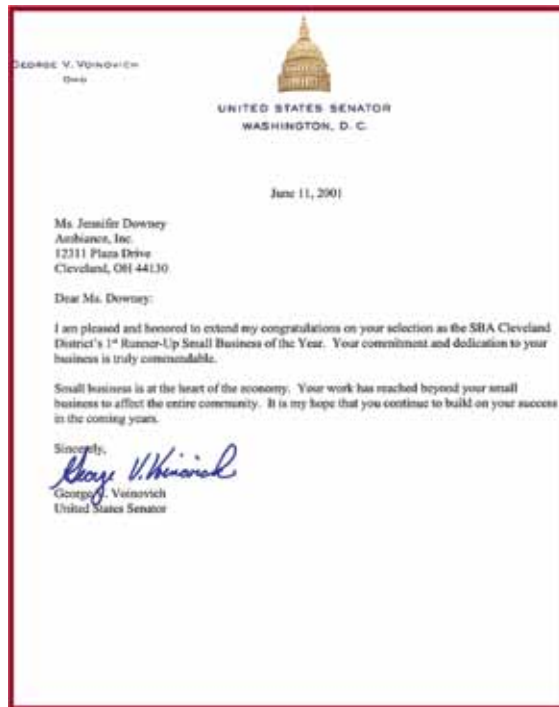 GEORGE V. VOINOVICH
OHIO
UNITED STATES SENATOR
WASHINGTON, D. C.
June 11, 2001
Ms. Jennifer Downey
Ambiance, Inc.
12311 Plaza Drive
Cleveland, OH 44130
Dear Ms. Downey:
I am pleased and honored to extend my congratulations on your selection as the SBA Cleveland
District's 1st Runner-Up Small Business of the Year. Your commitment and dedication to your
business is truly commendable.
Small business is at the heart of the economy. Your work has reached beyond your small
business to affect the entire community. It is my hope that you continue to build on your success
in the coming years.
Sincerely,
George V. Voinovich
George V. Voinovich
United States Senator